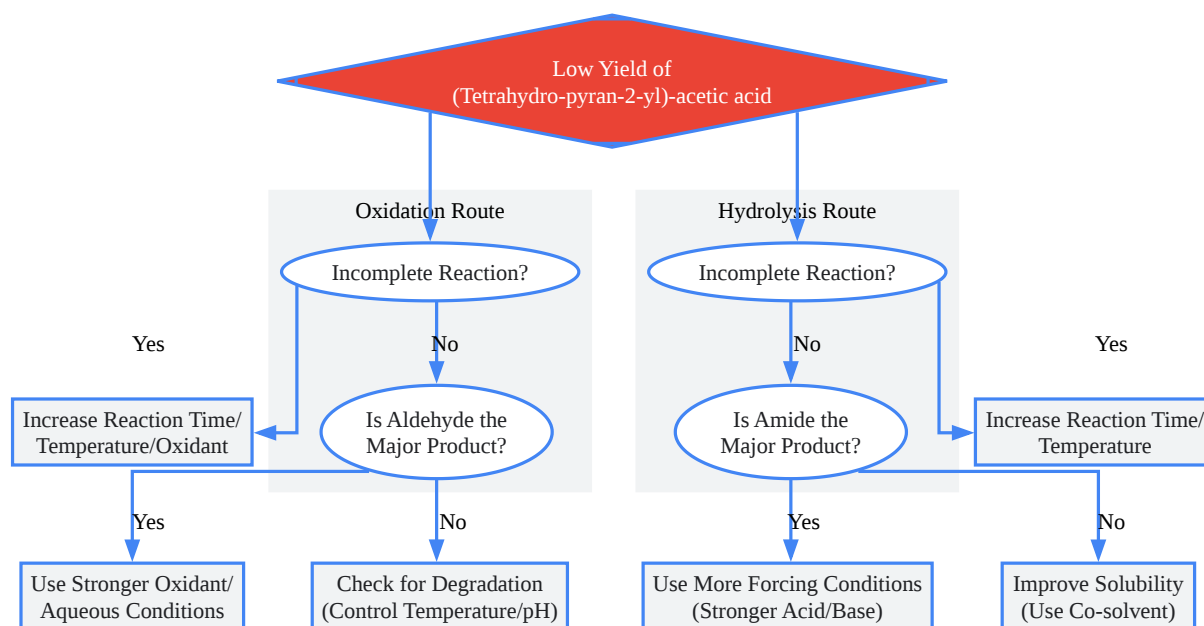 Low Yield of
(Tetrahydro-pyran-2-yl)-acetic acid
Oxidation Route
Hydrolysis Route
Incomplete Reaction?
Incomplete Reaction?
Yes
No
No
Yes
Increase Reaction Time/
Temperature/Oxidant
Is Aldehyde the
Major Product?
Is Amide the
Major Product?
Increase Reaction Time/
Temperature
Yes
No
Yes
No
Use Stronger Oxidant/
Aqueous Conditions
Check for Degradation
(Control Temperature/pH)
Use More Forcing Conditions
(Stronger Acid/Base)
Improve Solubility
(Use Co-solvent)